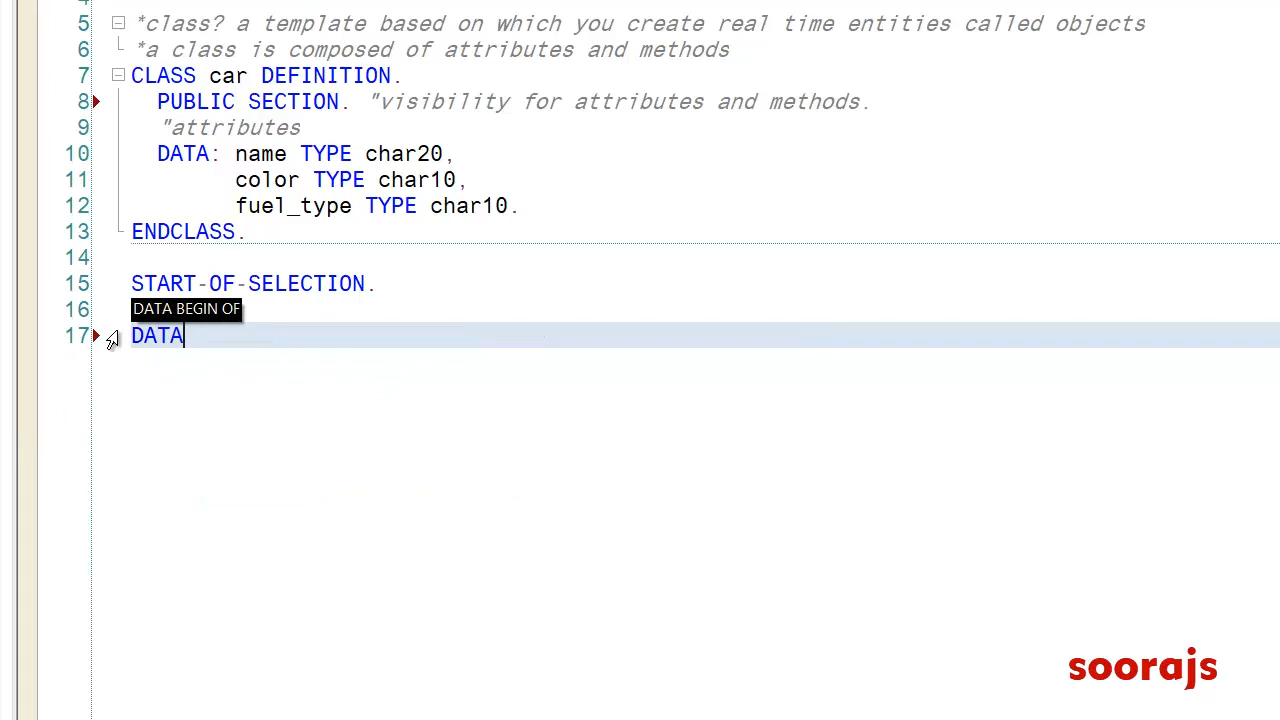 5 *class? a template based on which you create real time entities called objects
6 *a class is composed of attributes and methods
7 CLASS car DEFINITION.
8 PUBLIC SECTION. "visibility for attributes and methods.
9 "attributes
10 DATA: name TYPE char20,
11 color TYPE char10,
12 fuel_type TYPE char10.
13 ENDCLASS.
14
15 START-OF-SELECTION.
16 DATA BEGIN OF
17 DATA
soorajs